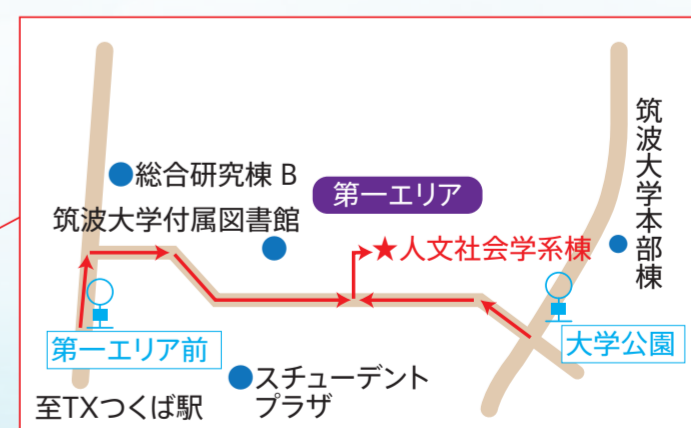 総合研究棟 B
第一エリア
筑波大学付属図書館
★人文社会学系棟
筑波大学本部棟
第一エリア前
大学公園
スチューデント
プラザ
至TXつくば駅